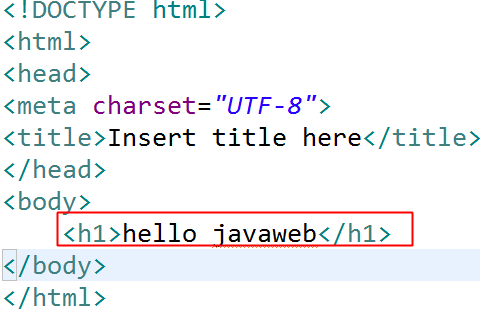 <!DOCTYPE html>
<html>
<head>
<meta charset="UTF-8">
<title>Insert title here</title>
</head>
<body>
<h1>hello javaweb</h1>
</body>
</html>